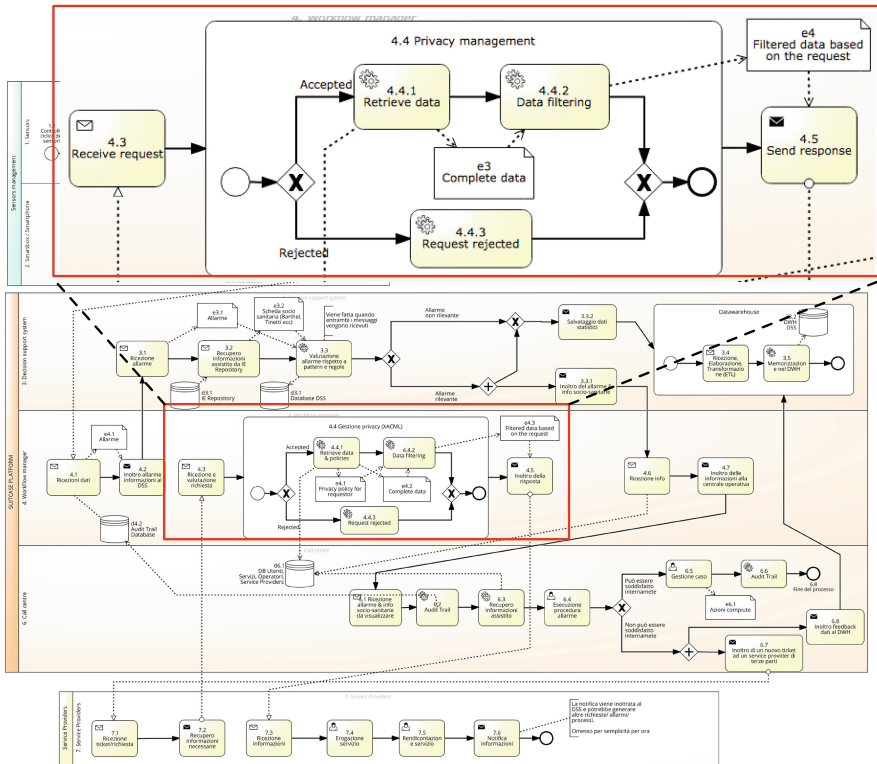 4. Workflow manager
4.4 Privacy management
e4
Filtered data based
on the request
Accepted
4.4.1
Retrieve data
4.4.2
Data filtering
4.3
Receive request
4.5
Send response
e3
Complete data
4.4.3
Request rejected
Rejected
Sensors management
1. Sensors
2. Smartbox / Smartphone
SUITCASE PLATFORM
3. Decision support system
e3.1
Allarme
e3.2
Scheda socio
sanitaria (Barthel,
Tinetti ecc)
Viene fatta quando
entrambi i messaggi
vengono ricevuti
Allarme
non rilevante
3.3.2
Salvataggio dati
statistici
Datawarehouse
DWH
DSS
3.1
Ricezione
allarme
3.2
Recupero
informazioni
assistito da IE
Repository
3.3
Valutazione
allarme rispetto a
pattern e regole
3.4
Ricezione,
Elaborazione,
Transformazio
ne (ETL)
3.5
Memorizzazion
e nel DWH
d3.1
IE Repository
d3.1
Database DSS
Allarme
rilevante
3.3.1
Inoltro del allarme &
info socio-sanitarie
4. Workflow manager
e4.1
Allarme
4.1
Ricezioni dati
4.2
Inoltro allarme
informazioni al
DSS
4.3
Ricezione e
valutazione
richiesta
4.4 Gestione privacy (XACML)
Accepted
4.4.1
Retrieve data
& policies
4.4.2
Data filtering
e4.1
Privacy policy for
requestor
e4.2
Complete data
Rejected
4.4.3
Request rejected
e4.3
Filtered data based
on the request
4.5
Inoltro della
risposta
4.6
Ricezione info
4.7
Inoltro
informazioni alla
centrale operativa
d4.2
Audit Trail
Database
6. Call centre
Call centre
d6.1
DB Utenti,
Servizi, Operatori,
Service Providers
6.1 Ricezione
allarme & info
socio-sanitarie
da visualizzare
Audit Trail
6.3
Recupero
informazioni
assistito
6.4
Esecuzione
procedura
allarme
Può essere
soddisfatto
internamete
6.5
Gestione caso
6.6
Audit Trail
6.8
Fine del processo
e6.1
Azioni compiute
Non può essere
soddisfatto
internamete
6.7
Inoltro di un nuovo ticket
ad un service provider di
terze parti
6.8
Inoltro feedback
dati al DWH
Service Providers
7. Service Providers
7. Service Providers
7.1
Ricezione
ticket/richiesta
7.2
Recupero
informazioni
necessarie
7.3
Ricezione
informazioni
7.4
Erogazione
servizio
7.5
Rendicontazion
e servizio
7.6
Notifica
informazioni
La notifica viene inoltrata al
DSS e potrebbe generare
altre richieste/ allarmi/
processi.
Omesso per semplicità per ora